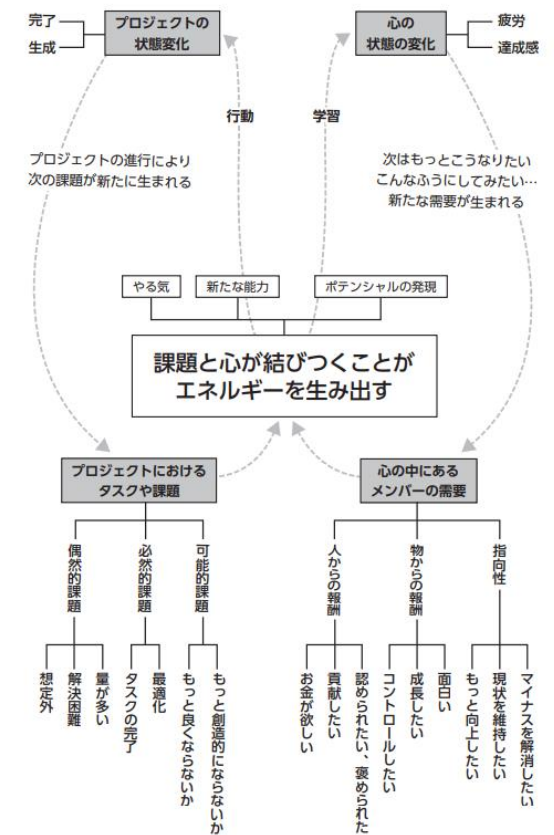 完了
生成
プロジェクトの
状態変化
心の
状態の変化
疲労
達成感
行動
学習
プロジェクトの進行により
次の課題が新たに生まれる
次はもっとこうなりたい
こんなふうにしてみたい…
新たな需要が生まれる
やる気
新たな能力
ポテンシャルの発現
課題と心が結びつくことが
エネルギーを生み出す
プロジェクトにおける
タスクや課題
心の中にある
メンバーの需要
偶然的課題
必然的課題
可能的課題
人からの報酬
物からの報酬
指向性
想定外
解決困難
量が多い
タスクの完了
最適化
もっと良くならないか
もっと創造的にならないか
お金が欲しい
貢献したい
認められたい、褒められた
コントロールしたい
成長したい
面白い
もっと向上したい
現状を維持したい
マイナスを解消したい